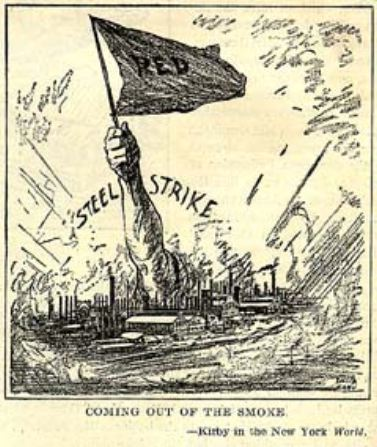 RED
STEEL STRIKE
COMING OUT OF THE SMOKE.
—Kirby in the New York World.